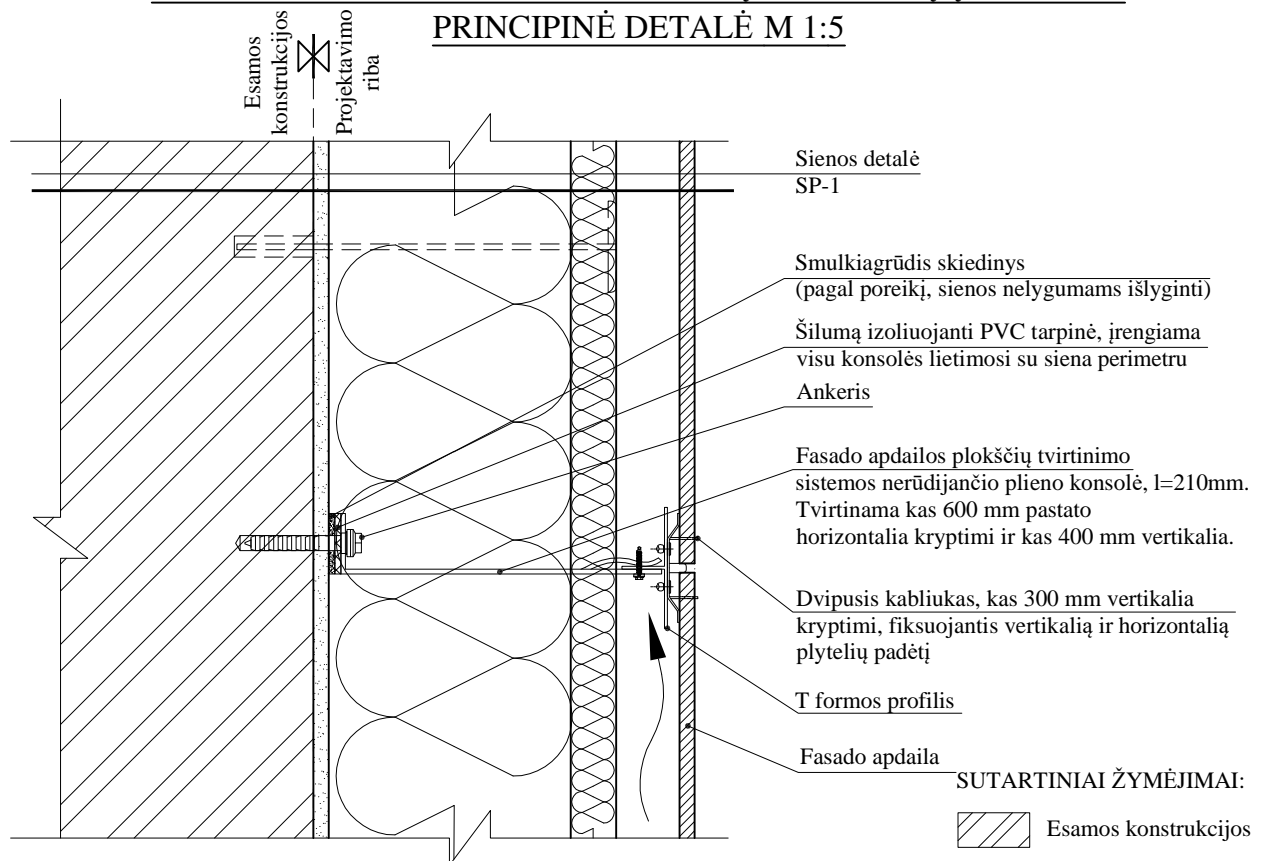 PRINCIPINĖ DETALĖ M 1:5
Esamos
konstrukcijos
Projektavimo
riba
Sienos detalė
SP-1
Smulkiagrūdis skiedinys
(pagal poreikį, sienos nelygumams išlyginti)
Šilumą izoliuojanti PVC tarpinė, įrengiama
visu konsolės lietimosi su siena perimetru
Ankeris
Fasado apdailos plokščių tvirtinimo
sistemos nerūdijančio plieno konsolė, l=210mm.
Tvirtinama kas 600 mm pastato
horizontalia kryptimi ir kas 400 mm vertikalia.
Dvipusis kabliukas, kas 300 mm vertikalia
kryptimi, fiksuojantis vertikalią ir horizontalią
plytelių padėtį
T formos profilis
Fasado apdaila
SUTARTINIAI ŽYMĖJIMAI:
Esamos konstrukcijos